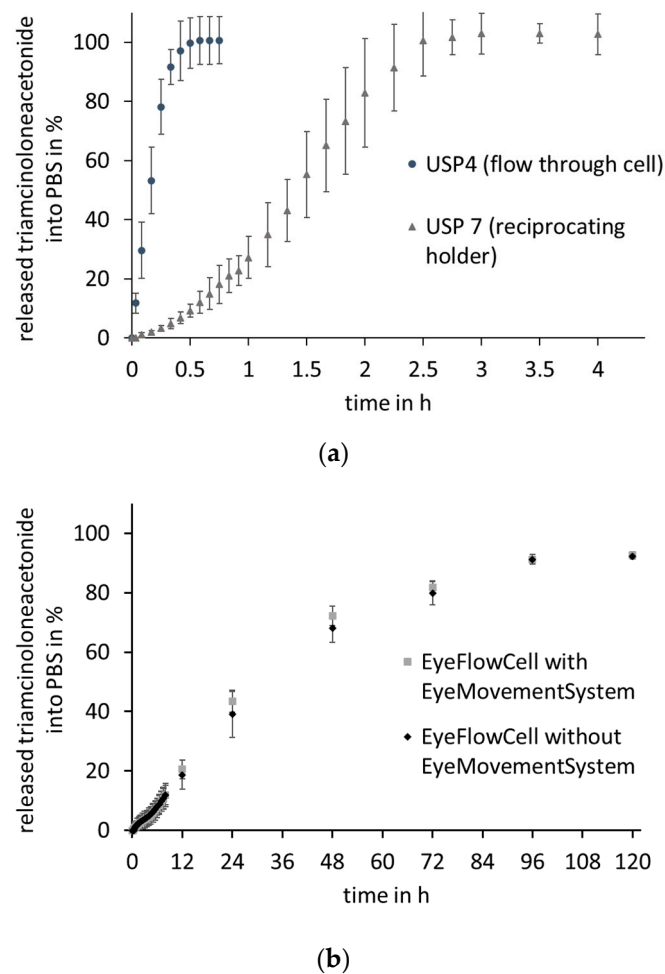 released triamcinoloneacetonide
into PBS in %
100
80
60
40
20
0
USP4 (flow through cell)
USP 7 (reciprocating
holder)
0 0.5 1 1.5 2 2.5 3 3.5 4
time in h
(a)
released triamcinoloneacetonide
into PBS in %
100
80
60
40
20
0
EyeFlowCell with
EyeMovementSystem
EyeFlowCell without
EyeMovementSystem
0 12 24 36 48 60 72 84 96 108 120
time in h
(b)